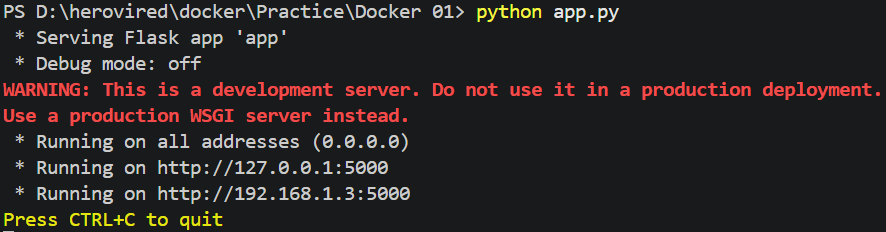 PS D:\herovired\docker\Practice\Docker 01> python app.py
 * Serving Flask app 'app'
 * Debug mode: off
WARNING: This is a development server. Do not use it in a production deployment.
Use a production WSGI server instead.
 * Running on all addresses (0.0.0.0)
 * Running on http://127.0.0.1:5000
 * Running on http://192.168.1.3:5000
Press CTRL+C to quit